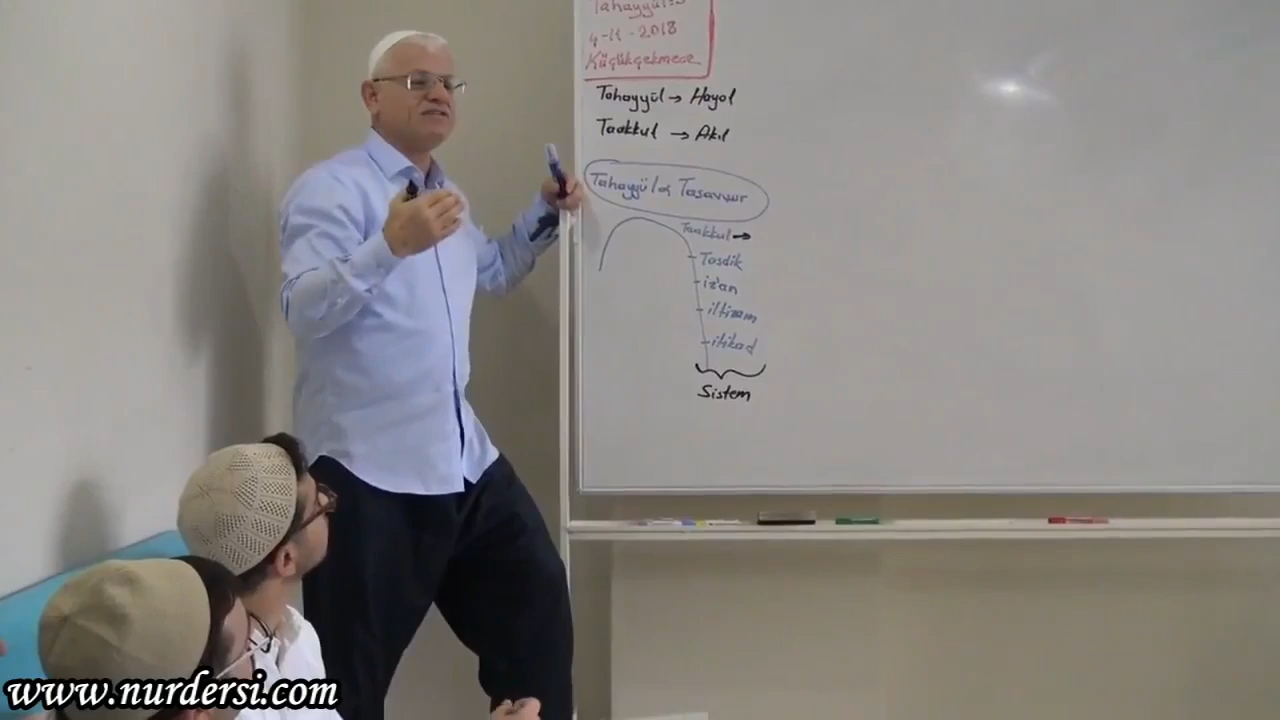 Tahayyül-3
4-11-2018
Küçükçekmece
Tahayyül → Hayal
Taakkul → Akıl
Tahayyül & Tasavvur
Taakkul →
Tasdik
iz'an
iltizam
itikad
Sistem
www.nurdersi.com